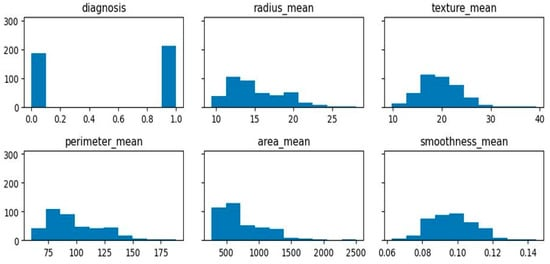 diagnosis radius_mean texture_mean
300
200
100
0
0.0 0.2 0.4 0.6 0.8 1.0 10 15 20 25 10 20 30 40
perimeter_mean area_mean smoothness_mean
300
200
100
0
75 100 125 150 175 500 1000 1500 2000 2500 0.06 0.08 0.10 0.12 0.14